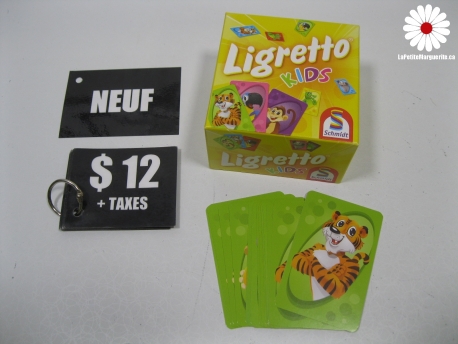 LaPetiteMarguerite.ca
NEUF
$ 12
+ TAXES
Ligretto
KIDS
S
Schmidt
Ligretto
KIDS